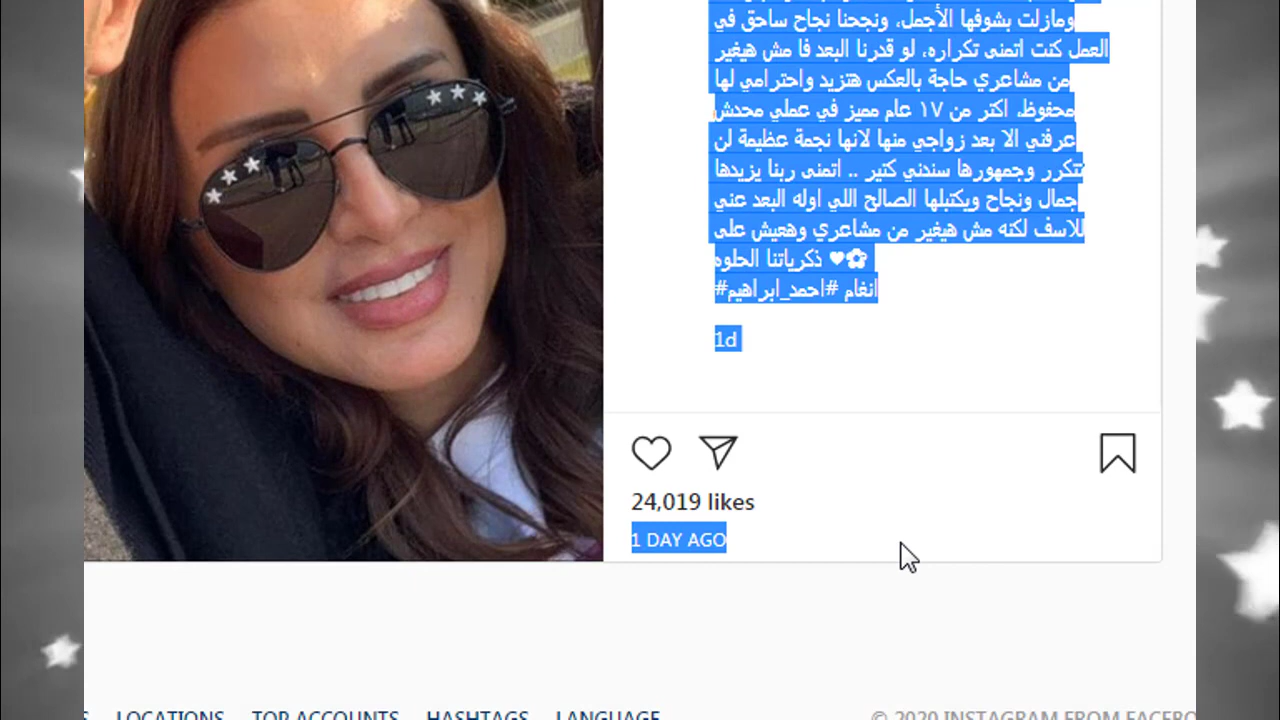 ومازلت بشوفها الأجمل، ونجحنا نجاح ساحق في
العمل كنت اتمنى تكراره، لو قدرنا البعد فا مش هيغير
من مشاعري حاجة بالعكس هتزيد واحترامي لها
محفوظ. اكتر من ١٧ عام مميز في عملي محدش
عرفني الا بعد زواجي منها لانها نجمة عظيمة لن
تتكرر وجمهورها سندني كتير .. اتمنى ربنا يزيدها
جمال ونجاح ويكتبلها الصالح اللي اوله البعد عني
للاسف لكنه مش هيغير من مشاعري وهعيش على
ذكرياتنا الحلوه ♥✿
#انغام #احمد_ابراهيم
1d
24,019 likes
1 DAY AGO
LOCATIONS TOP ACCOUNTS HASHTAGS LANGUAGE
© 2020 INSTAGRAM FROM FACEBO